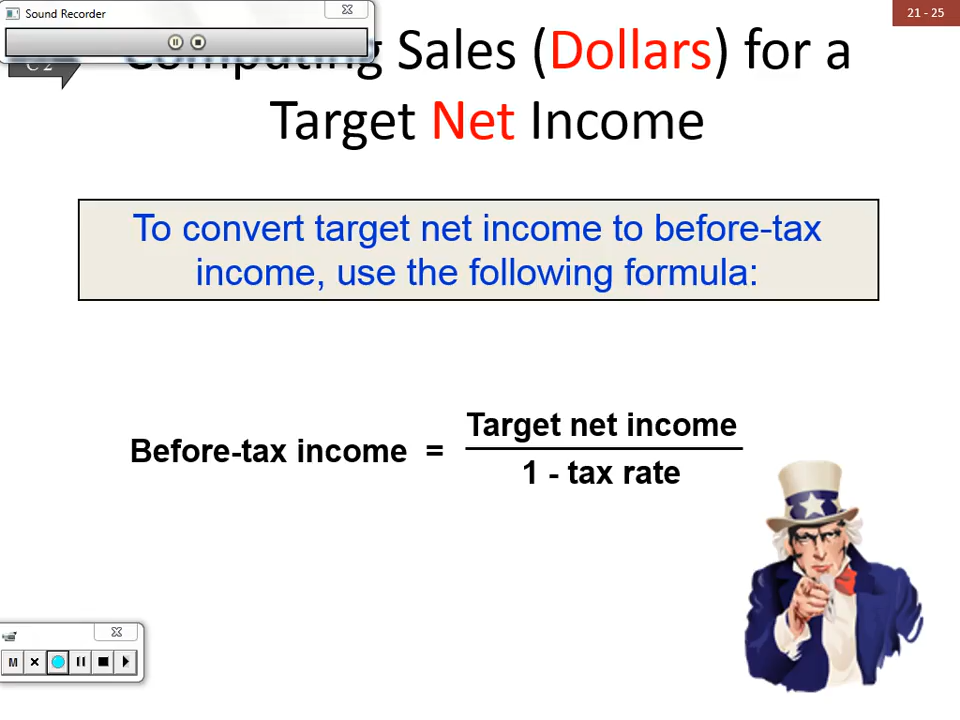 Sound Recorder
21 - 25
C 2
Computing Sales (Dollars) for a
Target Net Income
To convert target net income to before-tax
income, use the following formula:
Target net income
Before-tax income =
1 - tax rate
M